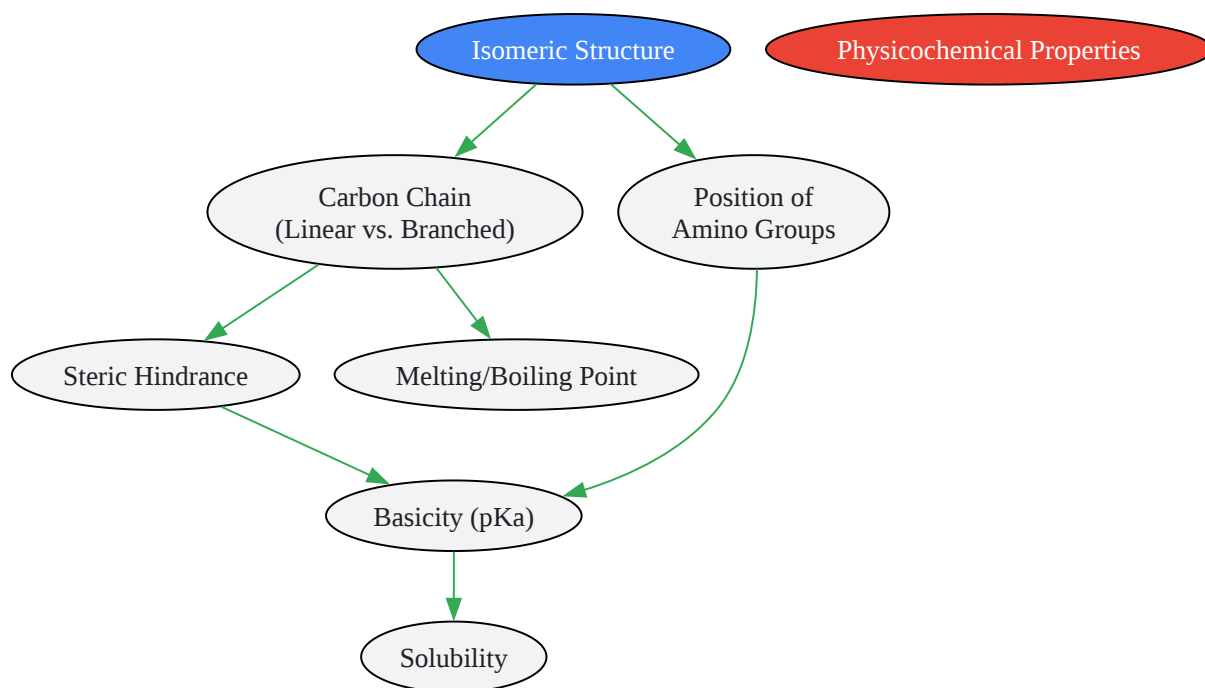 Isomeric Structure
Physicochemical Properties
Carbon Chain
(Linear vs. Branched)
Position of
Amino Groups
Steric Hindrance
Melting/Boiling Point
Basicity (pKa)
Solubility